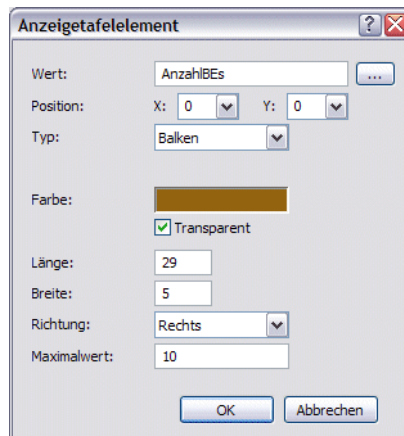 Anzeigetafelelement
Wert: AnzahlBEs ...
Position: X: 0 Y: 0
Typ: Balken
Farbe:
Transparent
Länge: 29
Breite: 5
Richtung: Rechts
Maximalwert: 10
OK Abbrechen